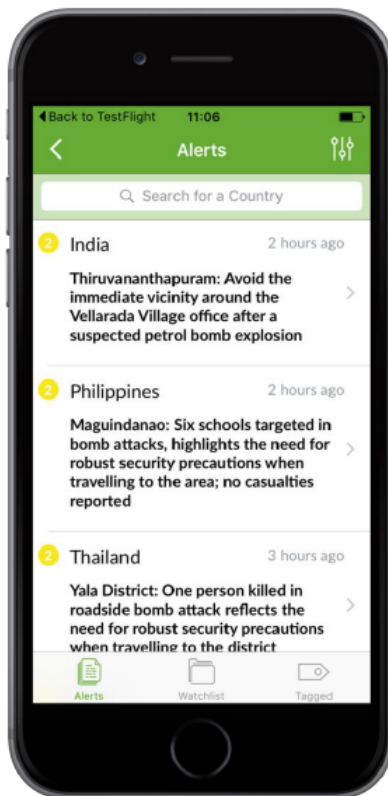 Back to TestFlight 11:06
Alerts
Search for a Country
2 India 2 hours ago
Thiruvananthapuram: Avoid the
immediate vicinity around the
Vellarada Village office after a
suspected petrol bomb explosion
2 Philippines 2 hours ago
Maguindanao: Six schools targeted in
bomb attacks, highlights the need for
robust security precautions when
travelling to the area; no casualties
reported
2 Thailand 3 hours ago
Yala District: One person killed in
roadside bomb attack reflects the
need for robust security precautions
when travelling to the district
Alerts Watchlist Tagged